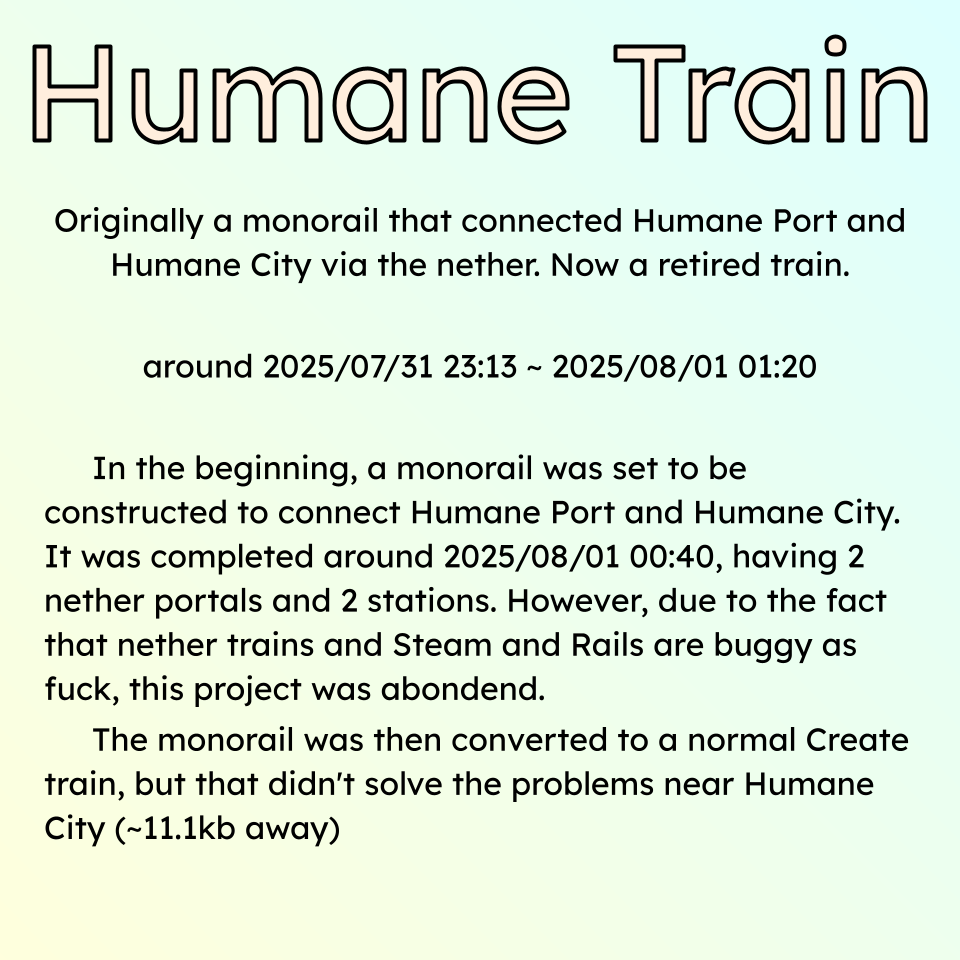 Humane Train
Originally a monorail that connected Humane Port and
Humane City via the nether. Now a retired train.
around 2025/07/31 23:13 ~ 2025/08/01 01:20
In the beginning, a monorail was set to be
constructed to connect Humane Port and Humane City.
It was completed around 2025/08/01 00:40, having 2
nether portals and 2 stations. However, due to the fact
that nether trains and Steam and Rails are buggy as
fuck, this project was abondend.
The monorail was then converted to a normal Create
train, but that didn't solve the problems near Humane
City (~11.1kb away)